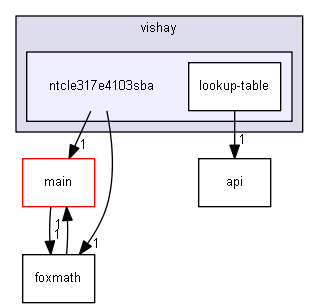 vishay
ntcle317e4103sba
lookup-table
1
1
main
api
1
1
1
foxmath